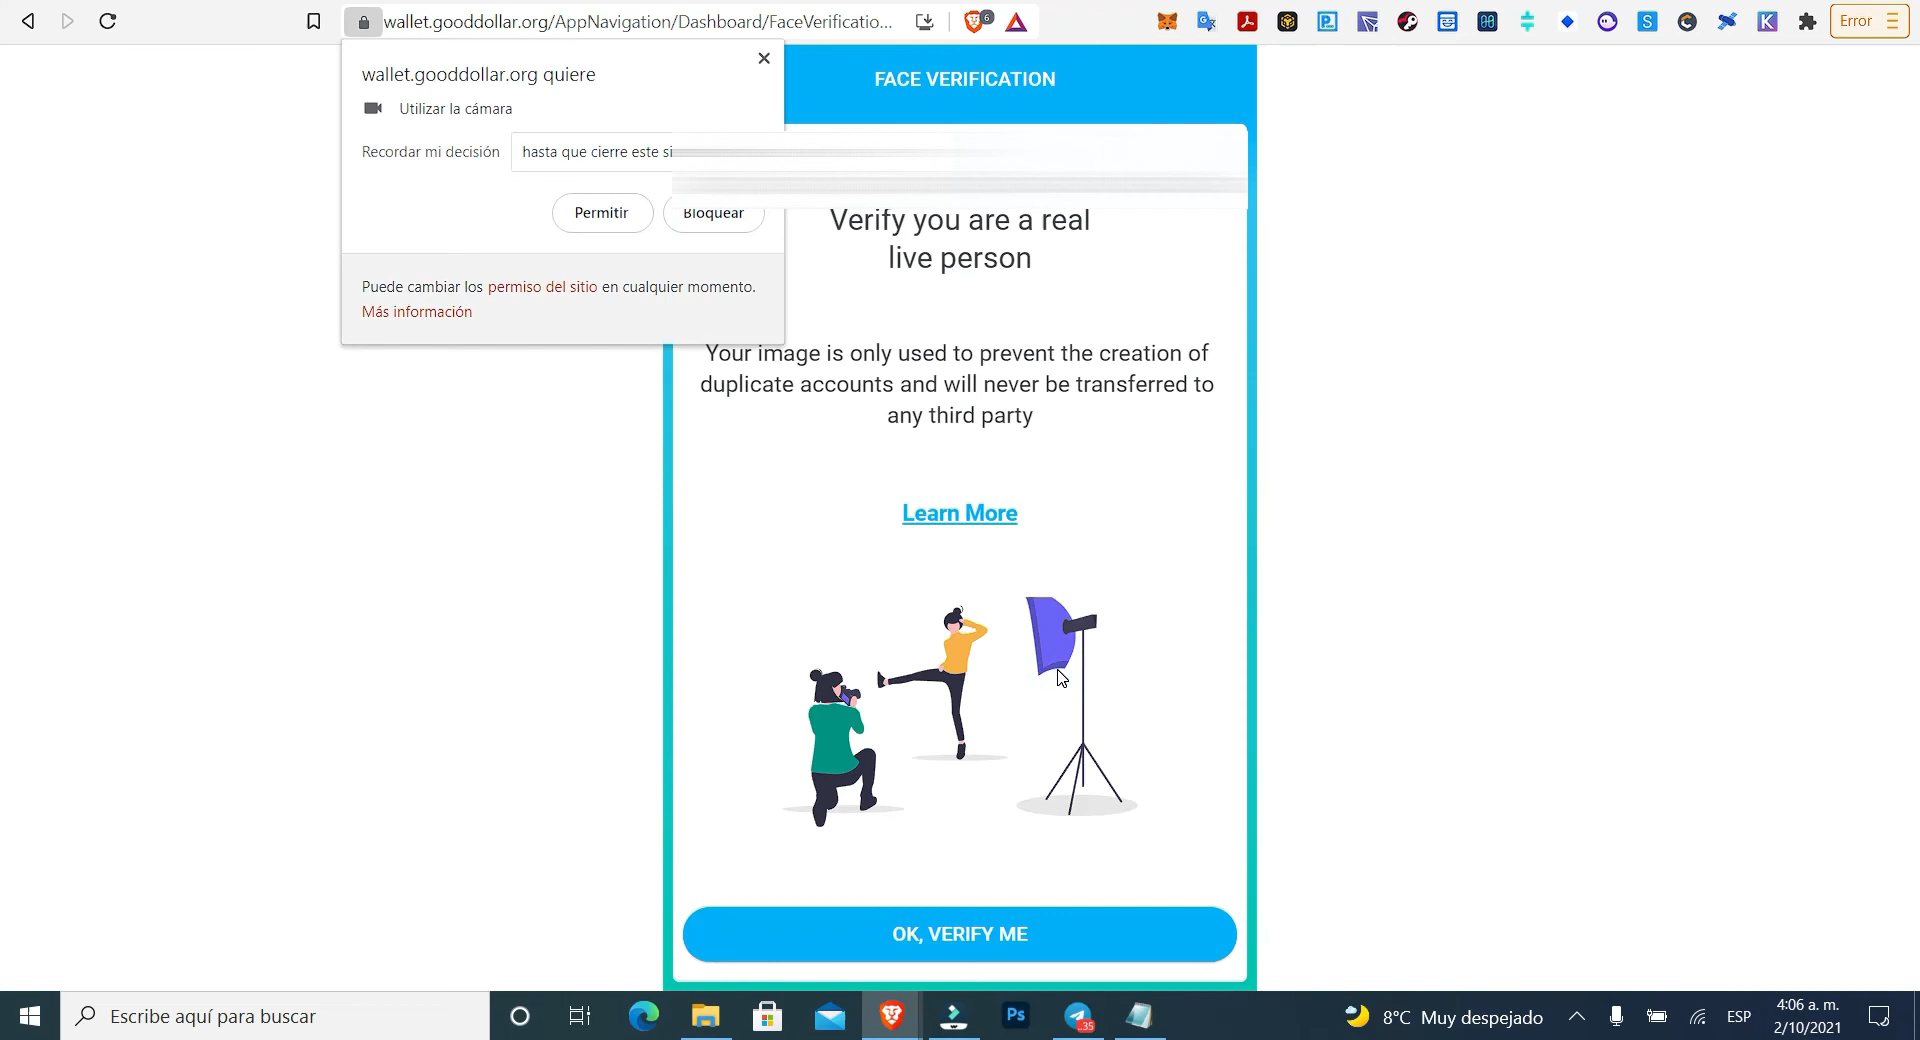 wallet.gooddollar.org/AppNavigation/Dashboard/FaceVerificatio...
6
Error
wallet.gooddollar.org quiere
Utilizar la cámara
Recordar mi decisión
hasta que cierre este si
Permitir
Bloquear
Puede cambiar los permiso del sitio en cualquier momento.
Más información
FACE VERIFICATION
Verify you are a real
live person
Your image is only used to prevent the creation of
duplicate accounts and will never be transferred to
any third party
Learn More
OK, VERIFY ME
Escribe aquí para buscar
Ps
.35
8°C Muy despejado
ESP
4:06 a. m.
2/10/2021